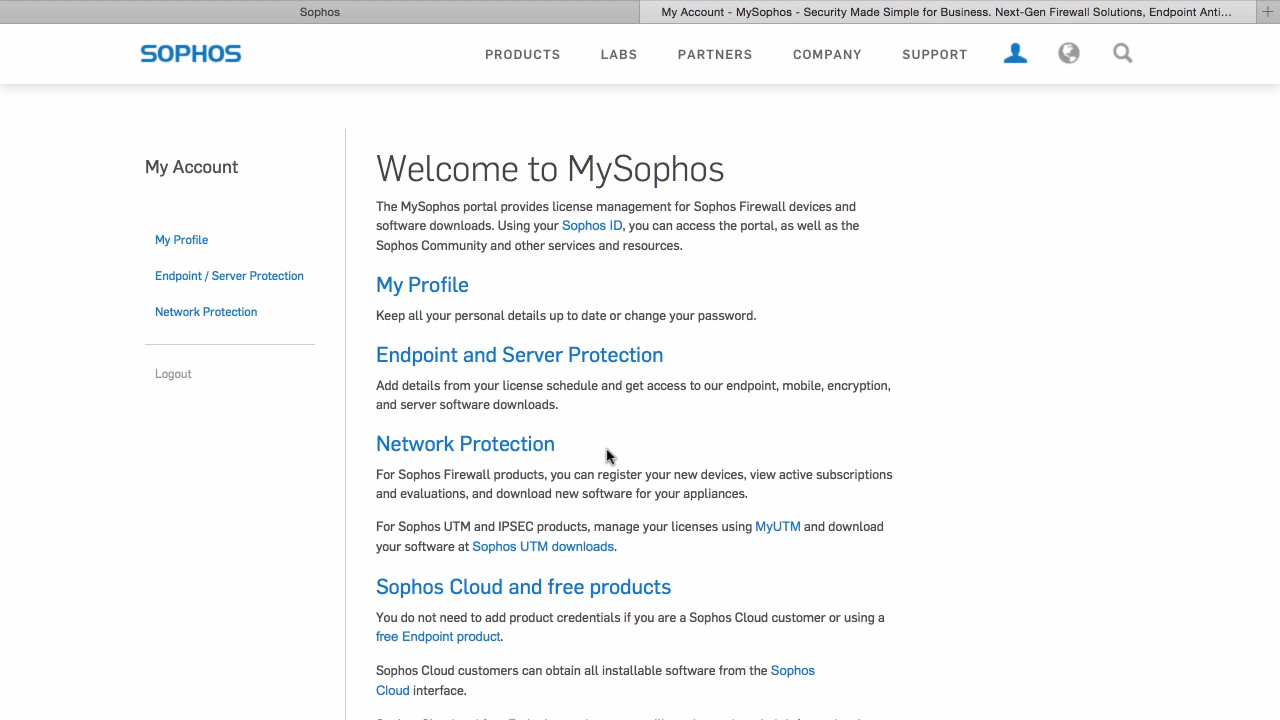 Sophos
My Account - MySophos - Security Made Simple for Business. Next-Gen Firewall Solutions, Endpoint Anti...
SOPHOS
PRODUCTS
LABS
PARTNERS
COMPANY
SUPPORT
My Account
My Profile
Endpoint / Server Protection
Network Protection
Logout
Welcome to MySophos
The MySophos portal provides license management for Sophos Firewall devices and
software downloads. Using your Sophos ID, you can access the portal, as well as the
Sophos Community and other services and resources.
My Profile
Keep all your personal details up to date or change your password.
Endpoint and Server Protection
Add details from your license schedule and get access to our endpoint, mobile, encryption,
and server software downloads.
Network Protection
For Sophos Firewall products, you can register your new devices, view active subscriptions
and evaluations, and download new software for your appliances.
For Sophos UTM and IPSEC products, manage your licenses using MyUTM and download
your software at Sophos UTM downloads.
Sophos Cloud and free products
You do not need to add product credentials if you are a Sophos Cloud customer or using a
free Endpoint product.
Sophos Cloud customers can obtain all installable software from the Sophos
Cloud interface.